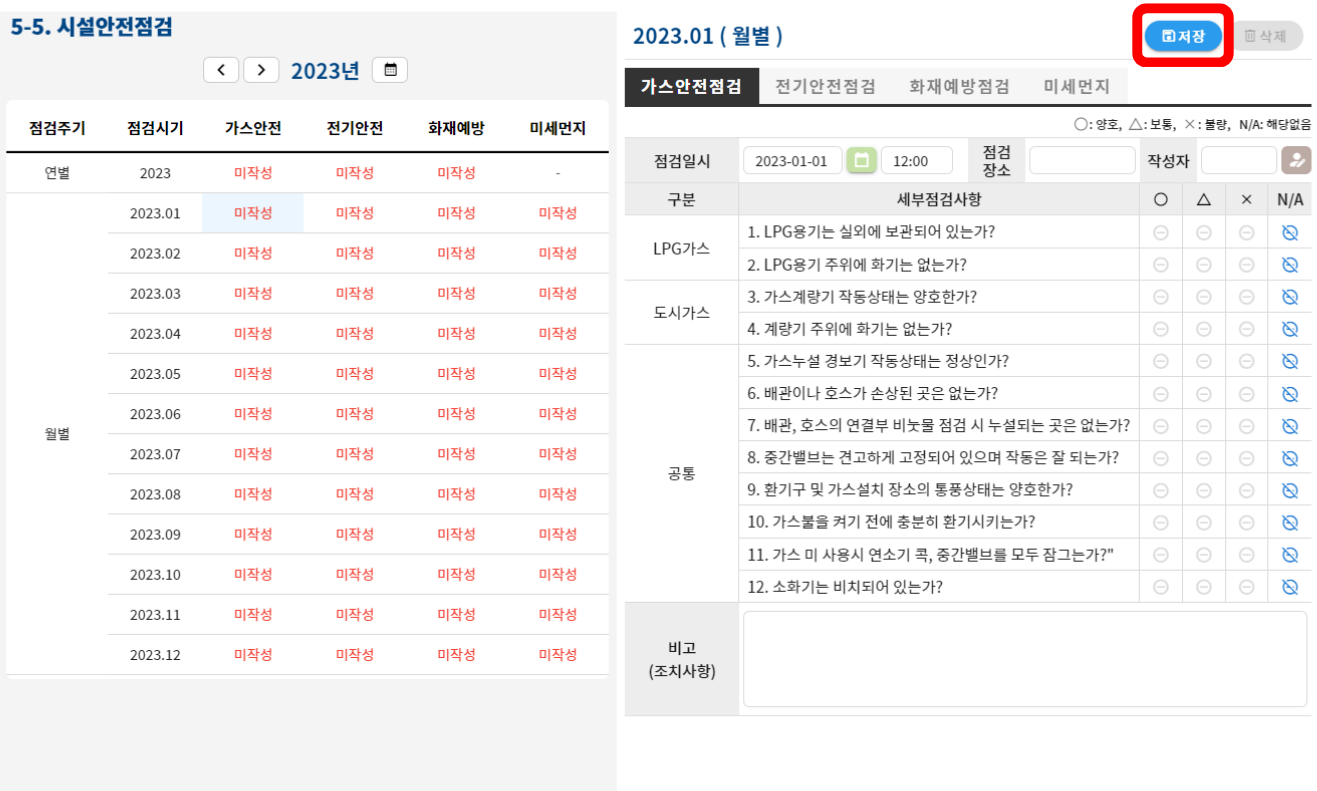 5-5. 시설안전점검
2023년
점검주기 점검시기 가스안전 전기안전 화재예방 미세먼지
연별 2023 미작성 미작성 미작성 -
월별
2023.01 미작성 미작성 미작성 미작성
2023.02 미작성 미작성 미작성 미작성
2023.03 미작성 미작성 미작성 미작성
2023.04 미작성 미작성 미작성 미작성
2023.05 미작성 미작성 미작성 미작성
2023.06 미작성 미작성 미작성 미작성
2023.07 미작성 미작성 미작성 미작성
2023.08 미작성 미작성 미작성 미작성
2023.09 미작성 미작성 미작성 미작성
2023.10 미작성 미작성 미작성 미작성
2023.11 미작성 미작성 미작성 미작성
2023.12 미작성 미작성 미작성 미작성
2023.01 ( 월별 ) 저장 삭제
가스안전점검 전기안전점검 화재예방점검 미세먼지
○: 양호, △: 보통, ×: 불량, N/A: 해당없음
점검일시 2023-01-01 12:00 점검 장소 작성자
구분 세부점검사항 ○ △ × N/A
LPG가스
1. LPG용기는 실외에 보관되어 있는가?
2. LPG용기 주위에 화기는 없는가?
도시가스
3. 가스계량기 작동상태는 양호한가?
4. 계량기 주위에 화기는 없는가?
공통
5. 가스누설 경보기 작동상태는 정상인가?
6. 배관이나 호스가 손상된 곳은 없는가?
7. 배관, 호스의 연결부 비눗물 점검 시 누설되는 곳은 없는가?
8. 중간밸브는 견고하게 고정되어 있으며 작동은 잘 되는가?
9. 환기구 및 가스설치 장소의 통풍상태는 양호한가?
10. 가스불을 켜기 전에 충분히 환기시키는가?
11. 가스 미 사용시 연소기 콕, 중간밸브를 모두 잠그는가?"
12. 소화기는 비치되어 있는가?
비고
(조치사항)